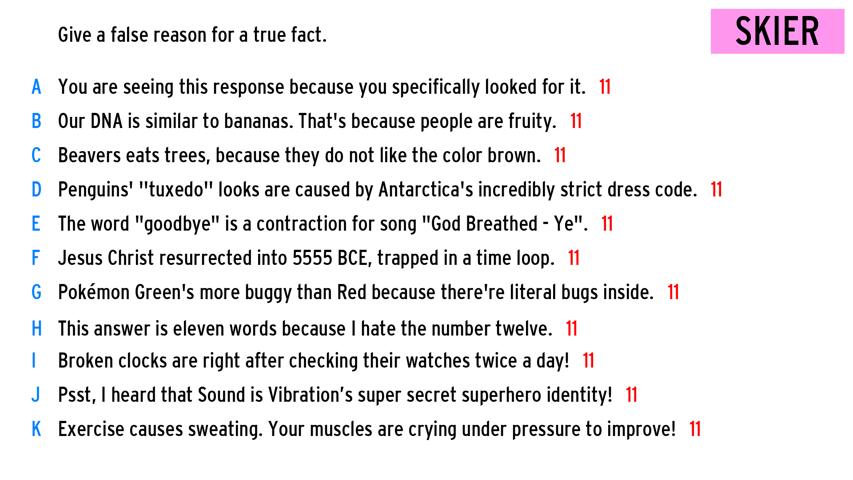 Give a false reason for a true fact.
SKIER
A You are seeing this response because you specifically looked for it. 11
B Our DNA is similar to bananas. That's because people are fruity. 11
C Beavers eats trees, because they do not like the color brown. 11
D Penguins' "tuxedo" looks are caused by Antarctica's incredibly strict dress code. 11
E The word "goodbye" is a contraction for song "God Breathed - Ye". 11
F Jesus Christ resurrected into 5555 BCE, trapped in a time loop. 11
G Pokémon Green's more buggy than Red because there're literal bugs inside. 11
H This answer is eleven words because I hate the number twelve. 11
I Broken clocks are right after checking their watches twice a day! 11
J Psst, I heard that Sound is Vibration’s super secret superhero identity! 11
K Exercise causes sweating. Your muscles are crying under pressure to improve! 11